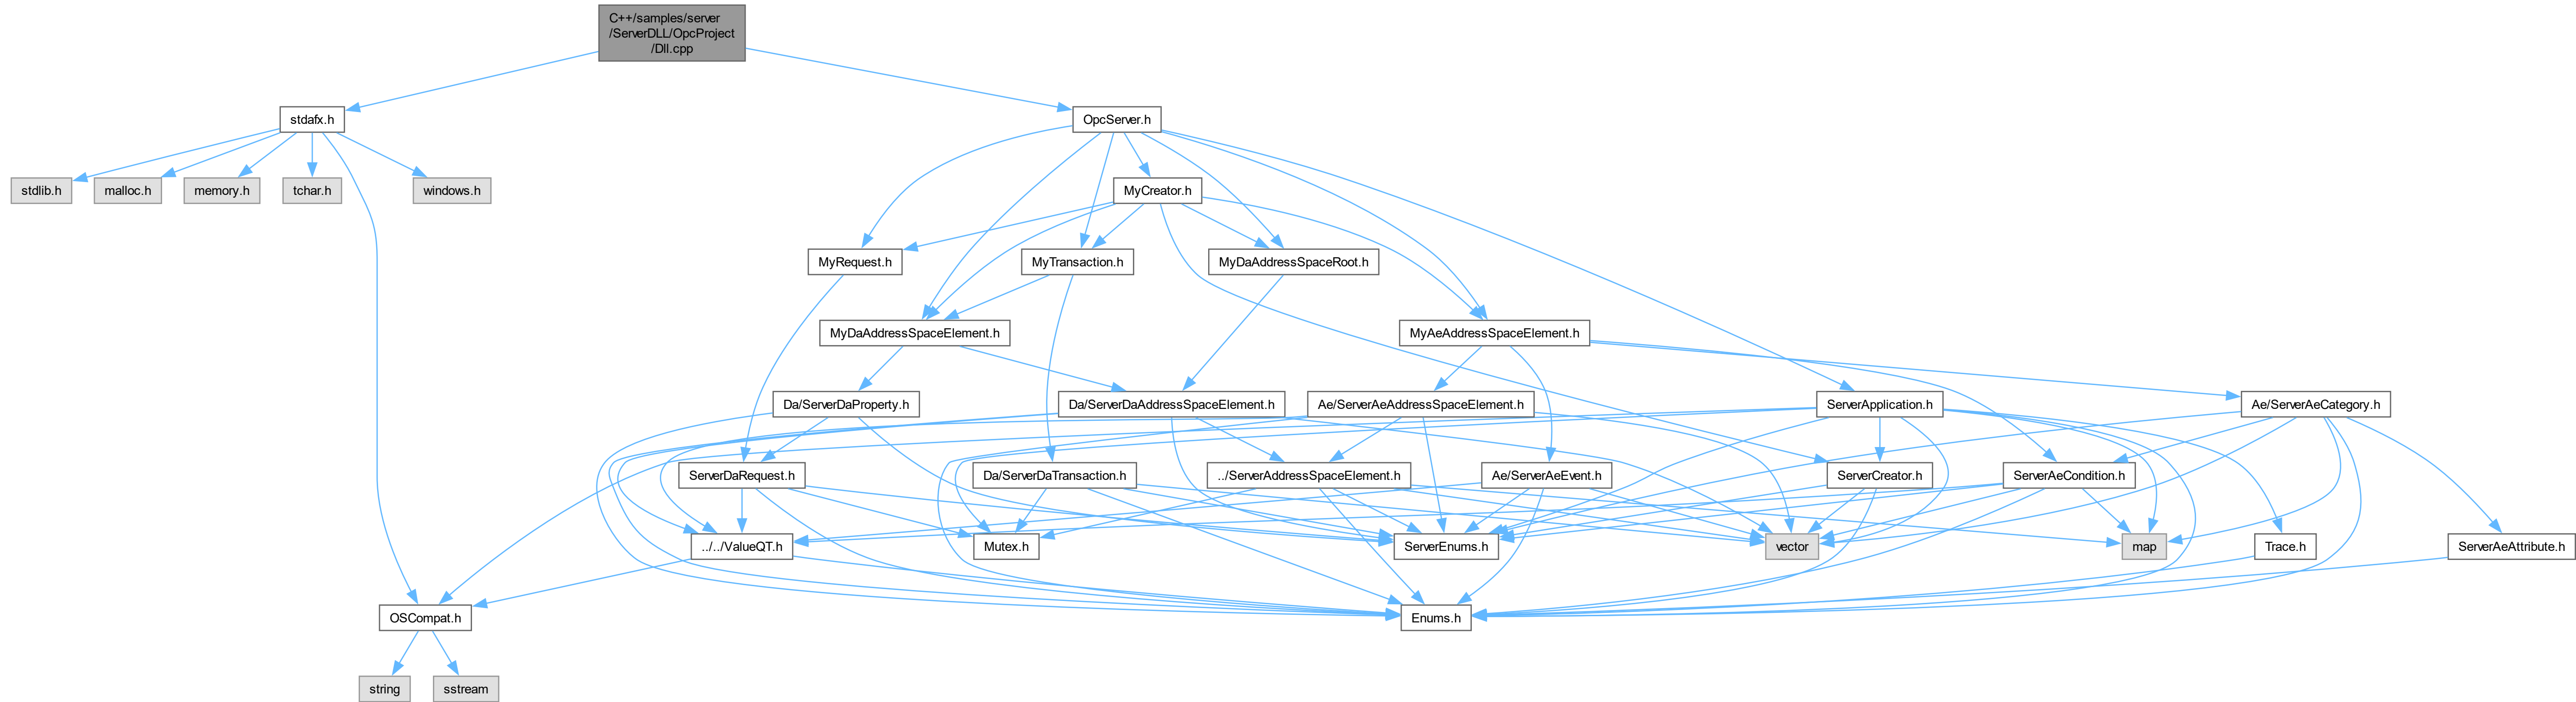 C++/samples/server
/ServerDLL/OpcProject
/Dll.cpp
stdafx.h
OpcServer.h
stdlib.h
malloc.h
memory.h
tchar.h
windows.h
MyCreator.h
MyRequest.h
MyTransaction.h
MyDaAddressSpaceRoot.h
MyDaAddressSpaceElement.h
MyAeAddressSpaceElement.h
Da/ServerDaProperty.h
Da/ServerDaAddressSpaceElement.h
Ae/ServerAeAddressSpaceElement.h
ServerApplication.h
Ae/ServerAeCategory.h
ServerDaRequest.h
Da/ServerDaTransaction.h
../ServerAddressSpaceElement.h
Ae/ServerAeEvent.h
ServerCreator.h
ServerAeCondition.h
../../ValueQT.h
Mutex.h
ServerEnums.h
vector
map
Trace.h
ServerAeAttribute.h
OSCompat.h
Enums.h
string
sstream